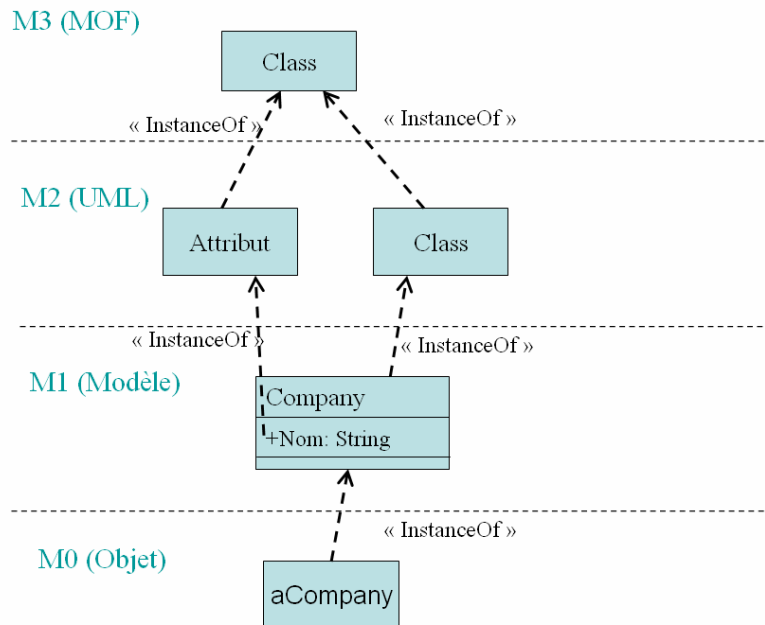 M3 (MOF)
Class
« InstanceOf »
« InstanceOf »
M2 (UML)
Attribut
Class
« InstanceOf »
« InstanceOf »
M1 (Modèle)
Company
+Nom: String
« InstanceOf »
M0 (Objet)
aCompany